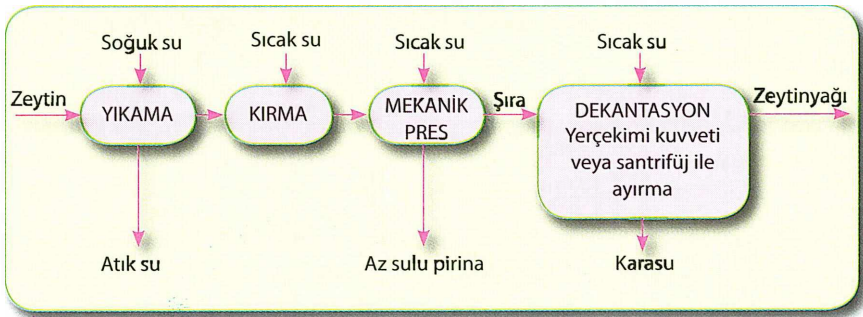 Soğuk su
Sıcak su
Sıcak su
Sıcak su
Zeytin
YIKAMA
KIRMA
MEKANİK
PRES
Şıra
DEKANTASYON
Yerçekimi kuvveti
veya santrifüj ile
ayırma
Zeytinyağı
Atık su
Az sulu pirina
Karasu